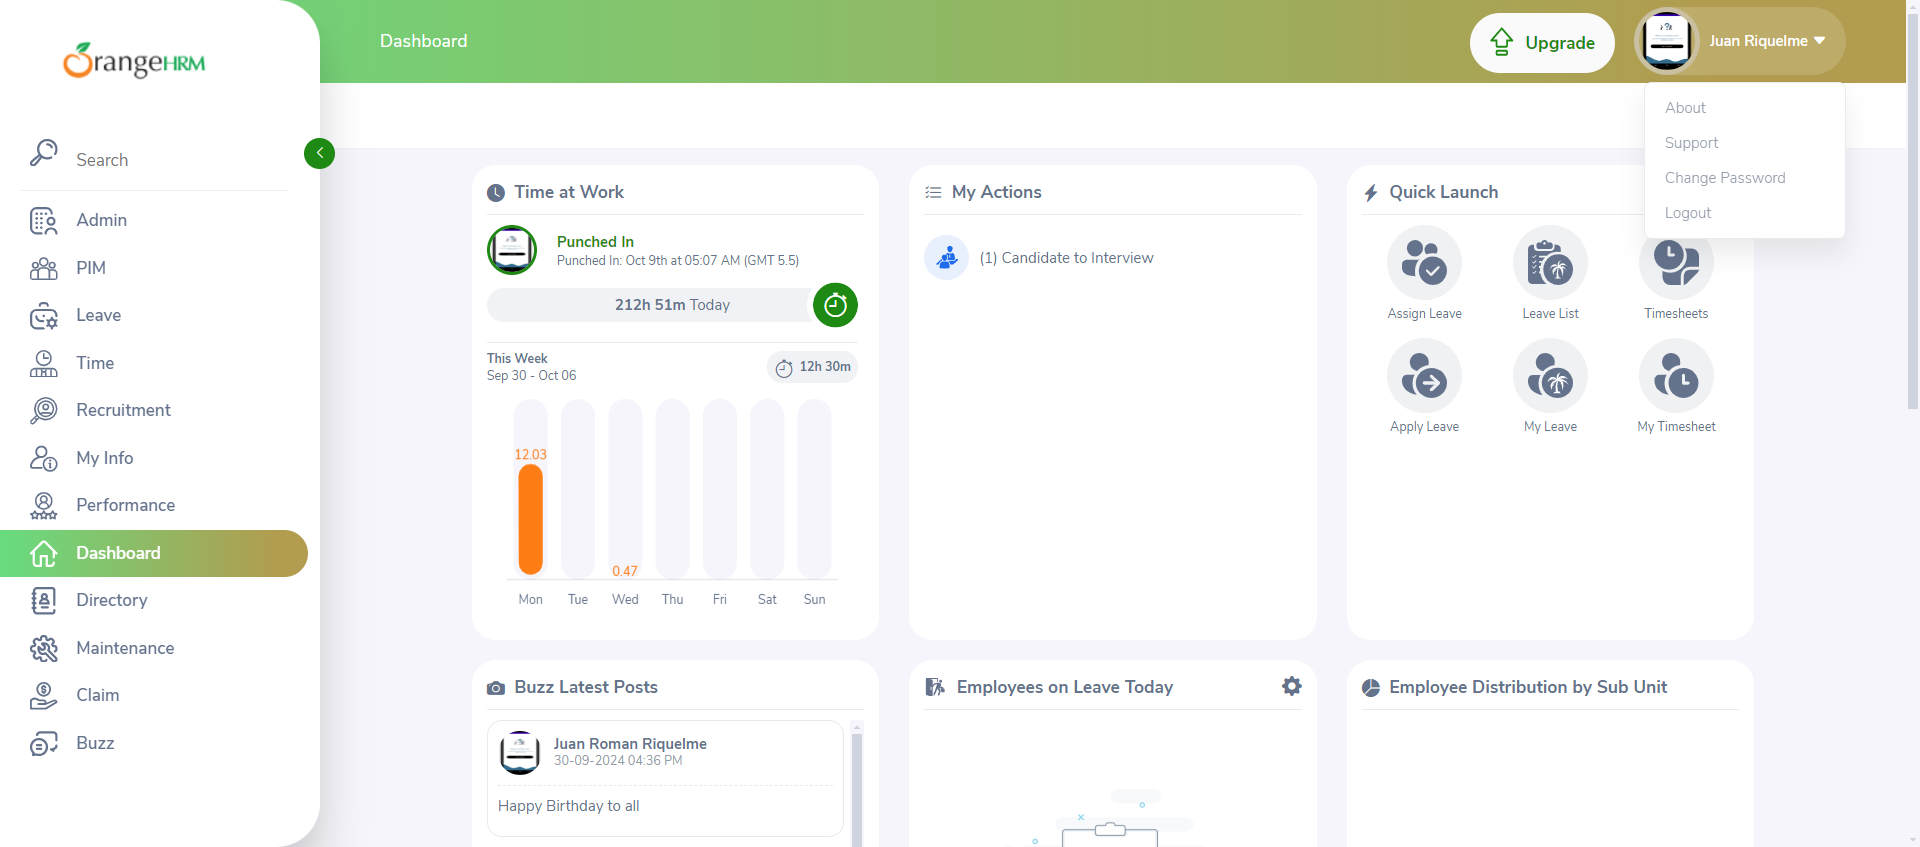 OrangeHRM
Search
Admin
PIM
Leave
Time
Recruitment
My Info
Performance
Dashboard
Directory
Maintenance
Claim
Buzz
Dashboard
Upgrade
Juan Riquelme
About
Support
Change Password
Logout
Time at Work
Punched In
Punched In: Oct 9th at 05:07 AM (GMT 5.5)
212h 51m Today
This Week
Sep 30 - Oct 06
12h 30m
12.03
0.47
Mon Tue Wed Thu Fri Sat Sun
My Actions
(1) Candidate to Interview
Quick Launch
Assign Leave
Leave List
Timesheets
Apply Leave
My Leave
My Timesheet
Buzz Latest Posts
Juan Roman Riquelme
30-09-2024 04:36 PM
Happy Birthday to all
Employees on Leave Today
Employee Distribution by Sub Unit